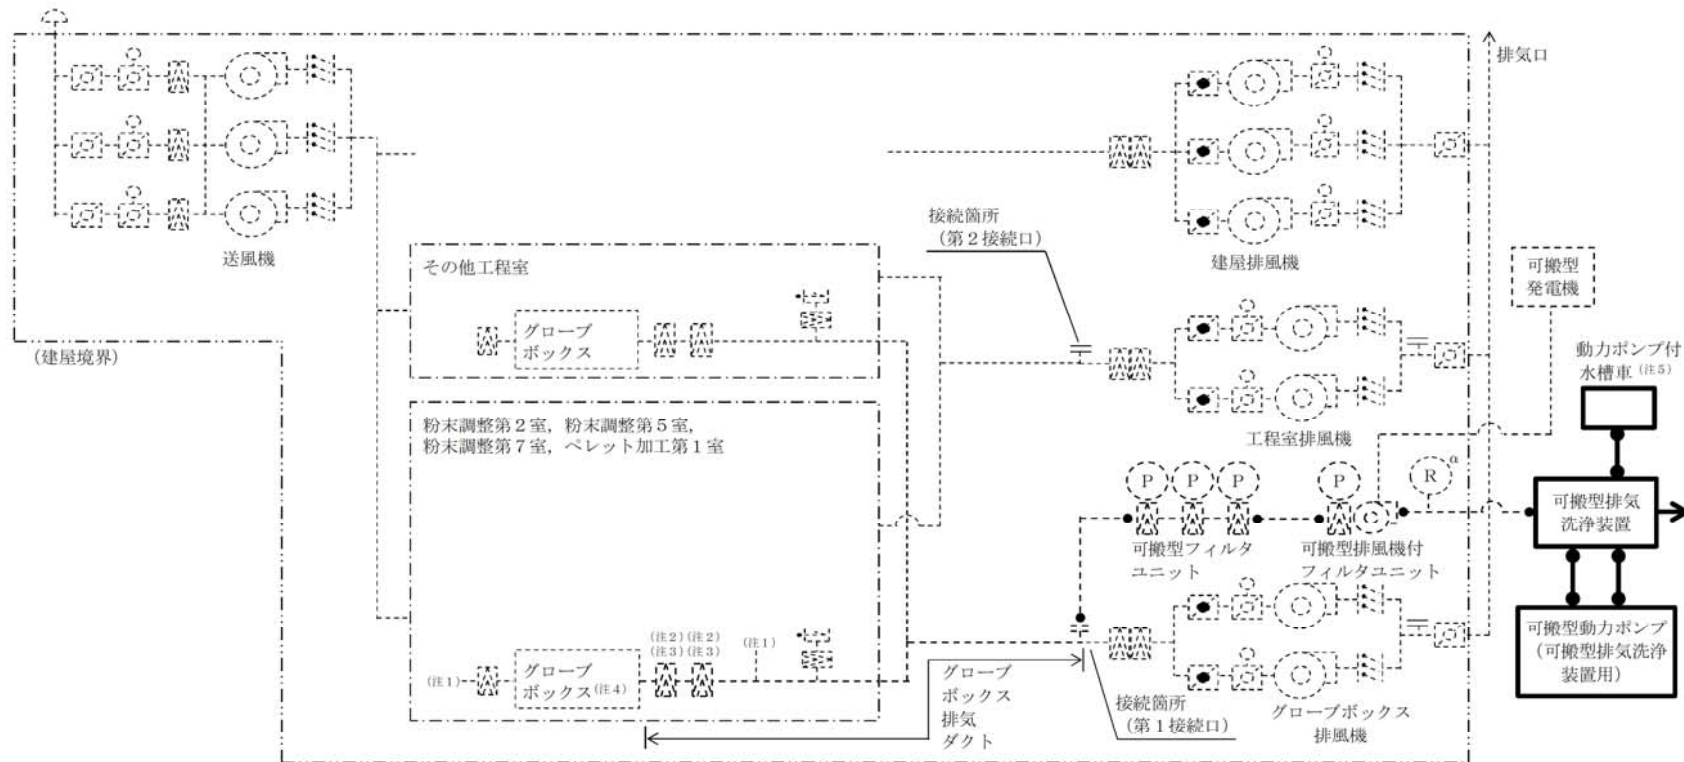 排気口
送風機
接続箇所
（第２接続口）
建屋排風機
可搬型
発電機
その他工程室
グローブ
ボックス
（建屋境界）
動力ポンプ付
水槽車（注５）
工程室排風機
粉末調整第２室，粉末調整第５室，
粉末調整第７室，ペレット加工第１室
P P P P R α
可搬型排気
洗浄装置
可搬型フィルタ
ユニット
可搬型排風機付
フィルタユニット
（注２）（注２）
（注３）（注３）
（注１）
（注１）
グローブ
ボックス（注４）
グローブ
ボックス
排気
ダクト
接続箇所
（第１接続口）
グローブボックス
排風機
可搬型動力ポンプ
（可搬型排気洗浄
装置用）